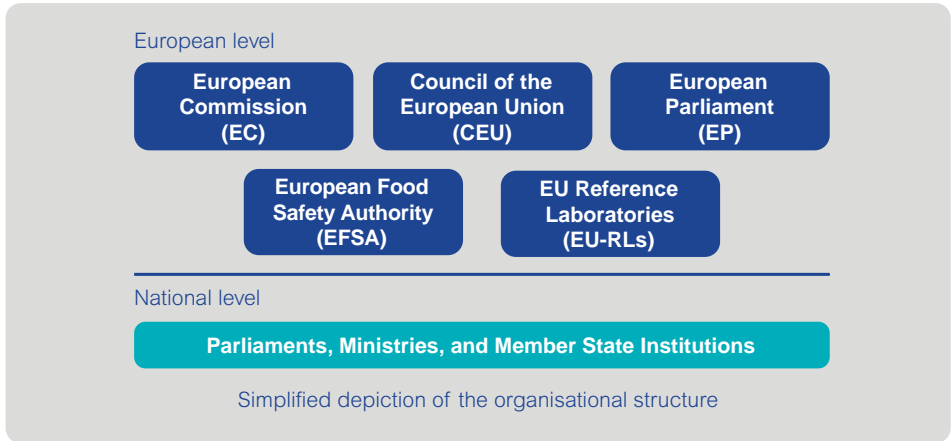 European level
European
Commission
(EC)
Council of the
European Union
(CEU)
European
Parliament
(EP)
European Food
Safety Authority
(EFSA)
EU Reference
Laboratories
(EU-RLs)
National level
Parliaments, Ministries, and Member State Institutions
Simplified depiction of the organisational structure